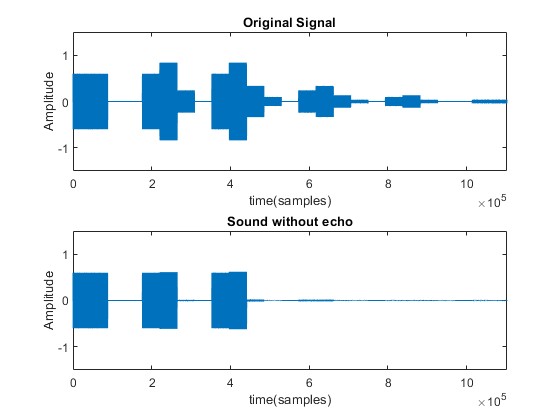 Original Signal
1
0
-1
Amplitude
0 2 4 6 8 10
time(samples)
×10^5
Sound without echo
1
0
-1
Amplitude
0 2 4 6 8 10
time(samples)
×10^5